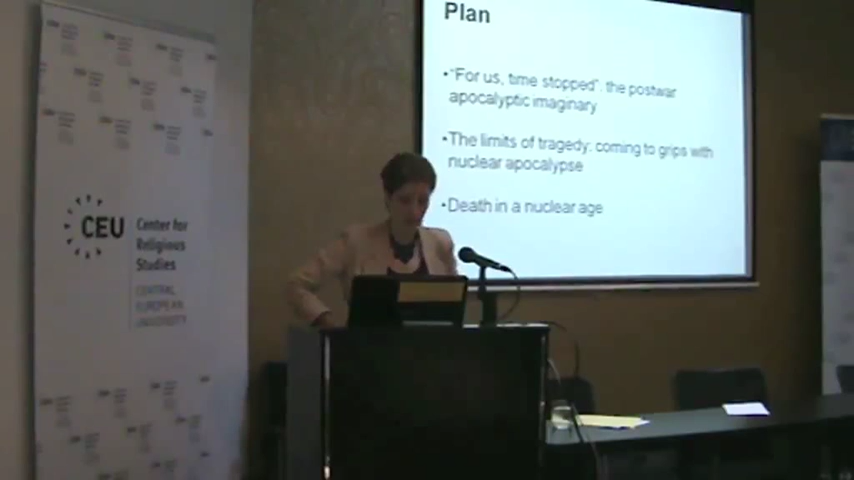 Plan
•"For us, time stopped": the postwar
apocalyptic imaginary
•The limits of tragedy: coming to grips with
nuclear apocalypse
•Death in a nuclear age
CEU
Center for
Religious
Studies
CENTRAL
EUROPEAN
UNIVERSITY